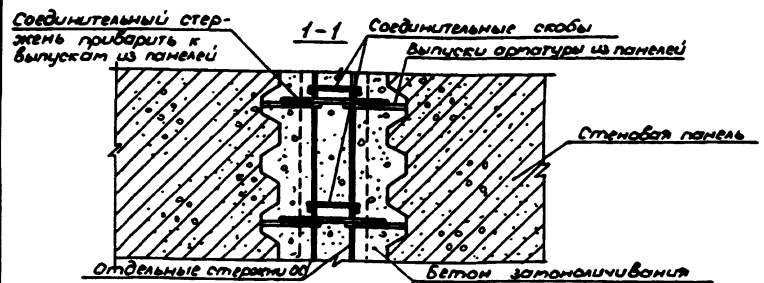 Соединительный стер-
жень приварить к
выпускам из панелей
1-1
Соединительные скобы
Выпуски арматуры из панелей
Стеновая панель
Отдельные стержни
Бетон замоноличивания